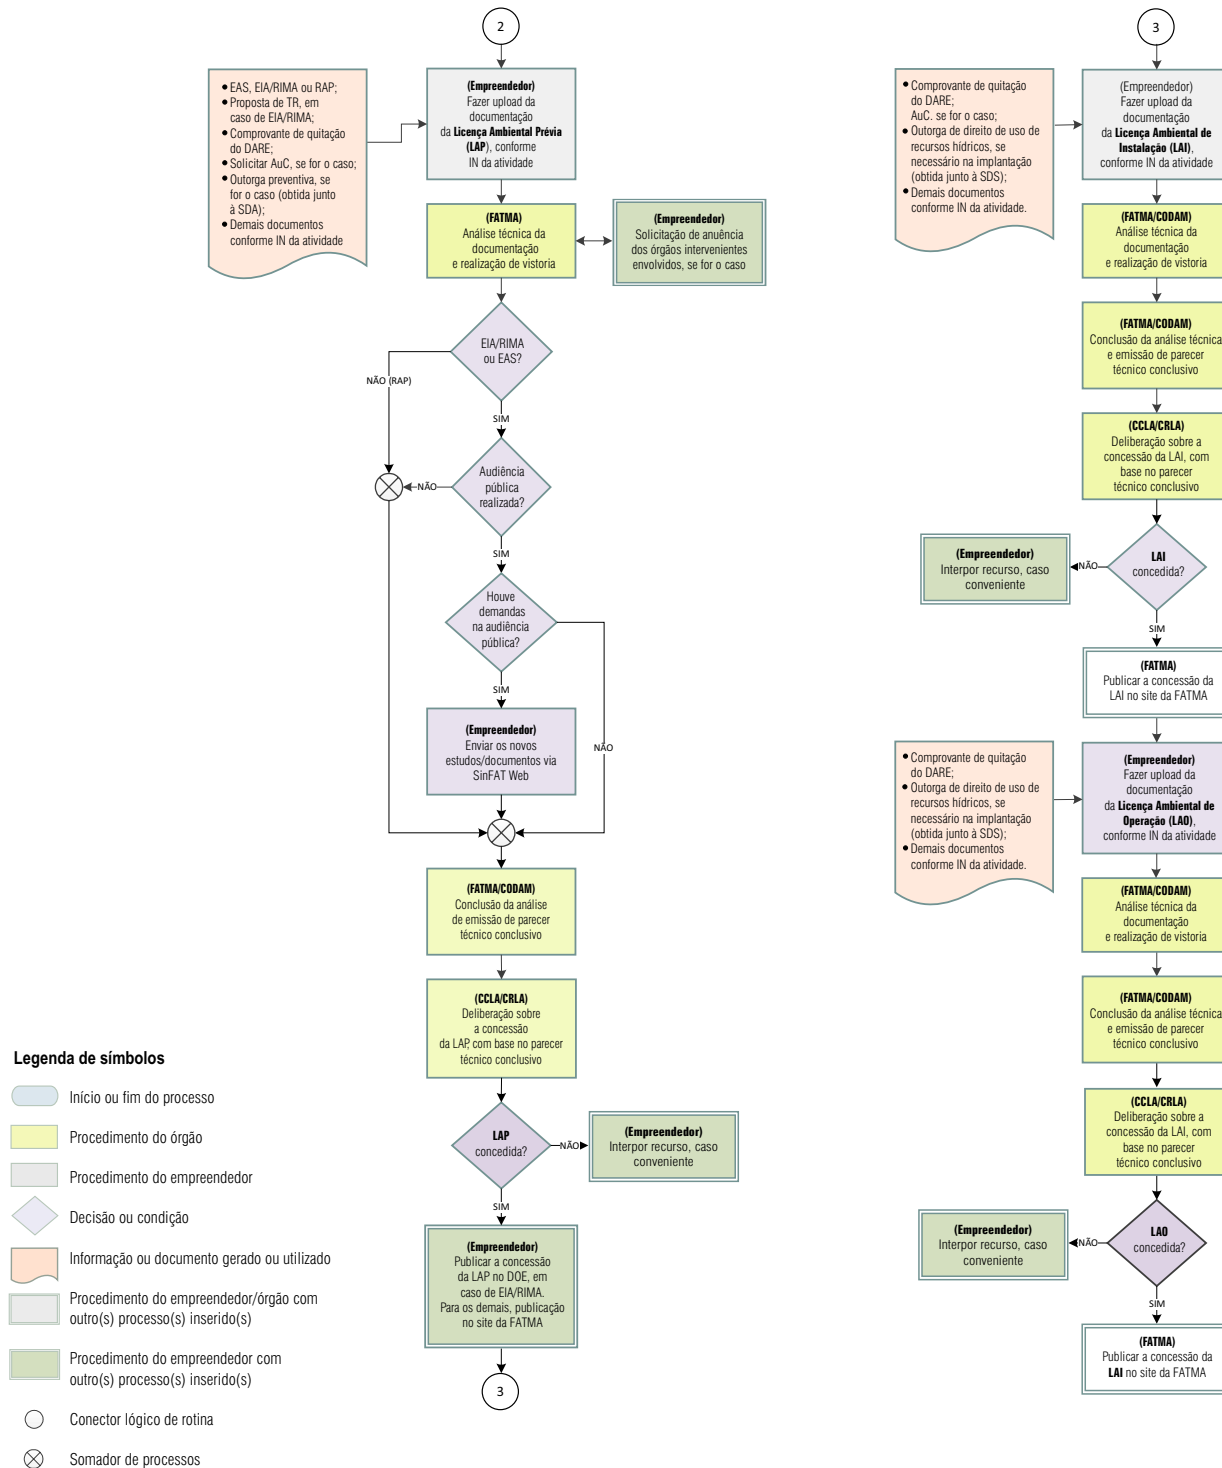 2
• EAS, EIA/RIMA ou RAP;
• Proposta de TR, em
caso de EIA/RIMA;
• Comprovante de quitação
do DARE;
• Solicitar AuC, se for o caso;
• Outorga preventiva, se
for o caso (obtida junto
à SDA);
• Demais documentos
conforme IN da atividade
(Empreendedor)
Fazer upload da
documentação
da Licença Ambiental Prévia
(LAP), conforme
IN da atividade
(FATMA)
Análise técnica da
documentação
e realização de vistoria
(Empreendedor)
Solicitação de anuência
dos órgãos intervenientes
envolvidos, se for o caso
EIA/RIMA
ou EAS?
NÃO (RAP)
SIM
Audiência
pública
realizada?
NÃO
SIM
Houve
demandas
na audiência
pública?
SIM
NÃO
(Empreendedor)
Enviar os novos
estudos/documentos via
SinFAT Web
(FATMA/CODAM)
Conclusão da análise
de emissão de parecer
técnico conclusivo
(CCLA/CRLA)
Deliberação sobre
a concessão
da LAP, com base no parecer
técnico conclusivo
LAP
concedida?
NÃO
(Empreendedor)
Interpor recurso, caso
conveniente
SIM
(Empreendedor)
Publicar a concessão
da LAP no DOE, em
caso de EIA/RIMA.
Para os demais, publicação
no site da FATMA
3
3
• Comprovante de quitação
do DARE;
AuC. se for o caso;
• Outorga de direito de uso de
recursos hídricos, se
necessário na implantação
(obtida junto à SDS);
• Demais documentos
conforme IN da atividade.
(Empreendedor)
Fazer upload da
documentação
da Licença Ambiental de
Instalação (LAI),
conforme IN da atividade
(FATMA/CODAM)
Análise técnica da
documentação
e realização de vistoria
(FATMA/CODAM)
Conclusão da análise técnica
e emissão de parecer
técnico conclusivo
(CCLA/CRLA)
Deliberação sobre a
concessão da LAI, com
base no parecer
técnico conclusivo
LAI
concedida?
NÃO
(Empreendedor)
Interpor recurso, caso
conveniente
SIM
(FATMA)
Publicar a concessão da
LAI no site da FATMA
• Comprovante de quitação
do DARE;
• Outorga de direito de uso de
recursos hídricos, se
necessário na implantação
(obtida junto à SDS);
• Demais documentos
conforme IN da atividade.
(Empreendedor)
Fazer upload da
documentação
da Licença Ambiental de
Operação (LAO),
conforme IN da atividade
(FATMA/CODAM)
Análise técnica da
documentação
e realização de vistoria
(FATMA/CODAM)
Conclusão da análise técnica
e emissão de parecer
técnico conclusivo
(CCLA/CRLA)
Deliberação sobre a
concessão da LAI, com
base no parecer
técnico conclusivo
LAO
concedida?
NÃO
(Empreendedor)
Interpor recurso, caso
conveniente
SIM
(FATMA)
Publicar a concessão da
LAI no site da FATMA
Legenda de símbolos
Início ou fim do processo
Procedimento do órgão
Procedimento do empreendedor
Decisão ou condição
Informação ou documento gerado ou utilizado
Procedimento do empreendedor/órgão com
outro(s) processo(s) inserido(s)
Procedimento do empreendedor com
outro(s) processo(s) inserido(s)
Conector lógico de rotina
Somador de processos